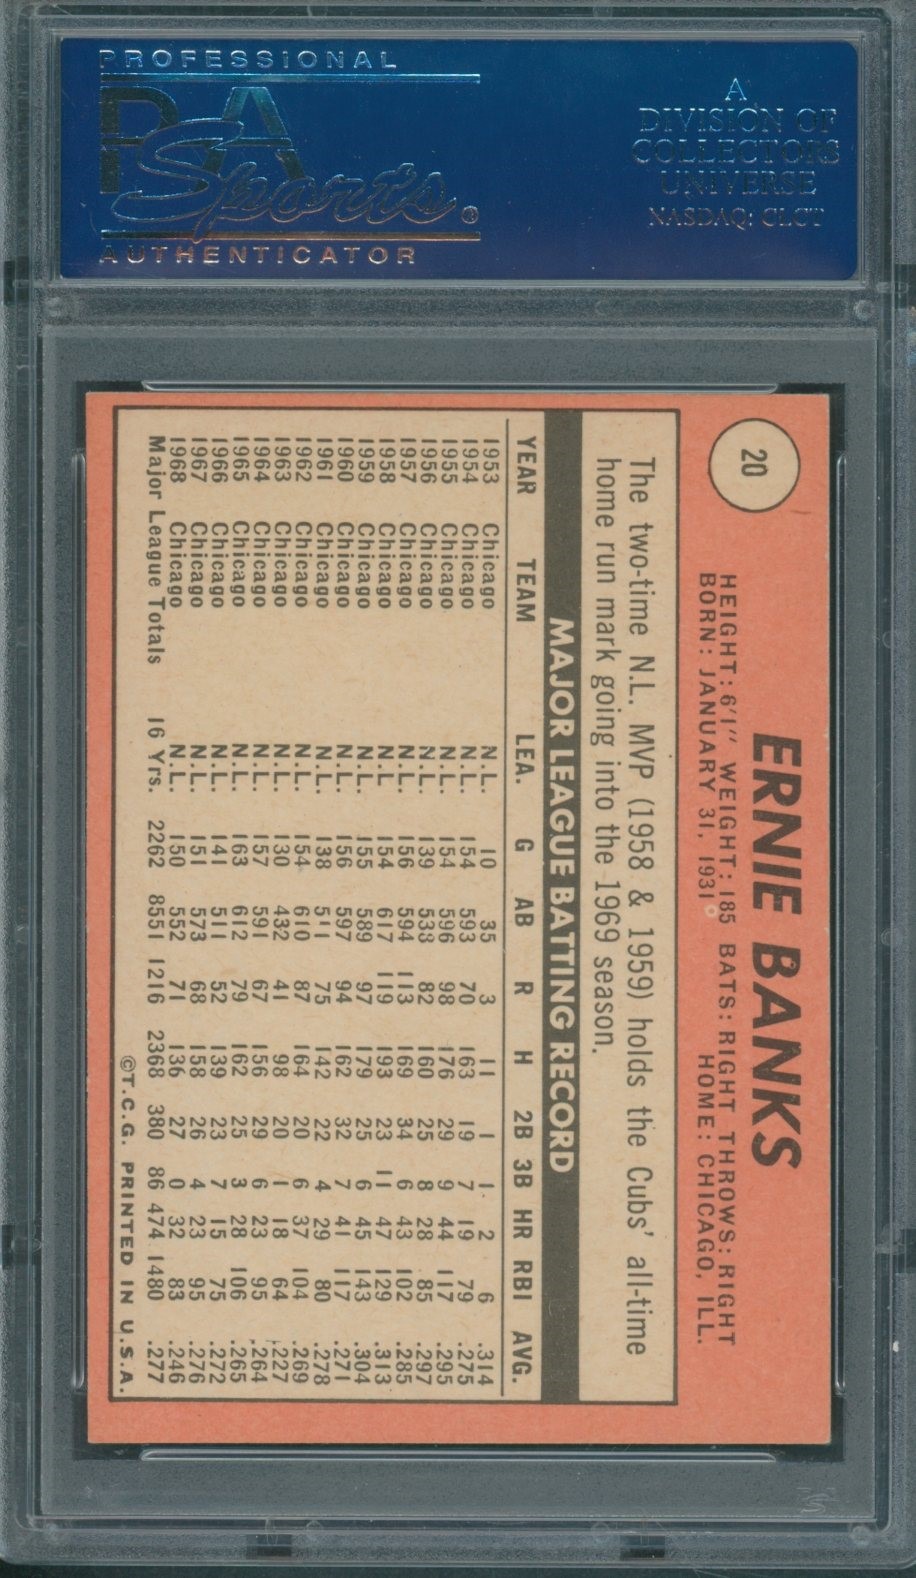 PROFESSIONAL
PSA
Sports®
AUTHENTICATOR
A
DIVISION OF
COLLECTORS
UNIVERSE
NASDAQ: CLCT
20
ERNIE BANKS
HEIGHT: 6'1" WEIGHT: 185 BATS: RIGHT THROWS: RIGHT
BORN: JANUARY 31, 1931 HOME: CHICAGO, ILL.
The two-time N.L. MVP (1958 & 1959) holds the Cubs' all-time
home run mark going into the 1969 season.
MAJOR LEAGUE BATTING RECORD
YEAR TEAM LEA. G AB R H 2B 3B HR RBI AVG.
1953 Chicago N.L. 10 35 3 11 1 1 2 6 .314
1954 Chicago N.L. 154 593 70 163 19 7 19 79 .275
1955 Chicago N.L. 154 596 98 176 29 9 44 117 .295
1956 Chicago N.L. 139 538 82 160 25 8 28 85 .297
1957 Chicago N.L. 156 594 113 169 34 6 43 102 .285
1958 Chicago N.L. 154 617 119 193 23 11 47 129 .313
1959 Chicago N.L. 155 589 97 179 25 6 45 143 .304
1960 Chicago N.L. 156 597 94 162 32 7 41 117 .271
1961 Chicago N.L. 138 511 75 142 22 4 29 80 .278
1962 Chicago N.L. 154 610 87 164 20 6 37 104 .269
1963 Chicago N.L. 130 432 41 98 20 1 18 64 .227
1964 Chicago N.L. 157 591 67 156 29 6 23 95 .264
1965 Chicago N.L. 163 612 79 162 25 3 28 106 .265
1966 Chicago N.L. 141 511 52 139 23 7 15 75 .272
1967 Chicago N.L. 151 573 68 158 26 4 23 95 .276
1968 Chicago N.L. 150 552 71 136 27 0 32 83 .246
Major League Totals 16 Yrs. 2262 8551 1216 2368 380 86 474 1480 .277
©T.C.G. PRINTED IN U.S.A.